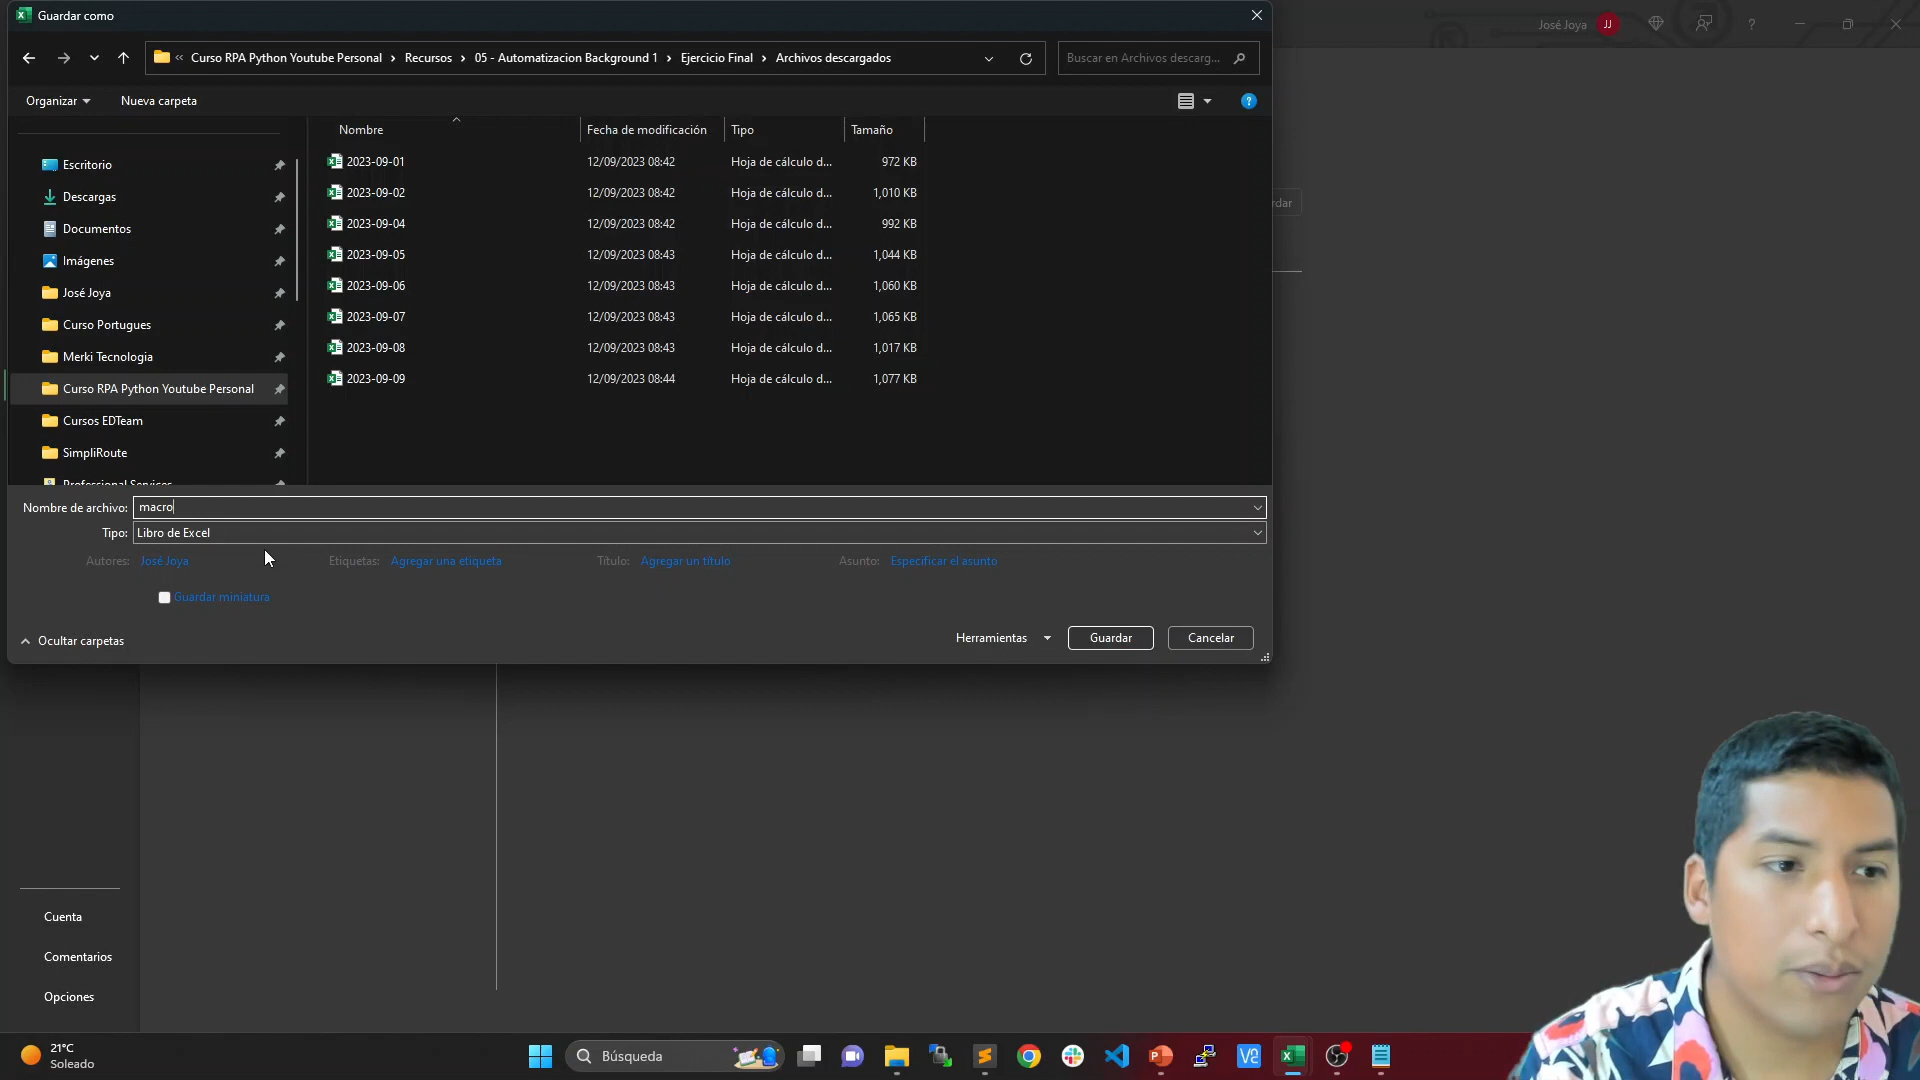 Guardar como
José Joya JJ
« Curso RPA Python Youtube Personal > Recursos > 05 - Automatizacion Background 1 > Ejercicio Final > Archivos descargados
Buscar en Archivos descarg...
Organizar Nueva carpeta
Nombre Fecha de modificación Tipo Tamaño
2023-09-01 12/09/2023 08:42 Hoja de cálculo d... 972 KB
2023-09-02 12/09/2023 08:42 Hoja de cálculo d... 1,010 KB
2023-09-04 12/09/2023 08:42 Hoja de cálculo d... 992 KB
2023-09-05 12/09/2023 08:43 Hoja de cálculo d... 1,044 KB
2023-09-06 12/09/2023 08:43 Hoja de cálculo d... 1,060 KB
2023-09-07 12/09/2023 08:43 Hoja de cálculo d... 1,065 KB
2023-09-08 12/09/2023 08:43 Hoja de cálculo d... 1,017 KB
2023-09-09 12/09/2023 08:44 Hoja de cálculo d... 1,077 KB
Escritorio
Descargas
Documentos
Imágenes
José Joya
Curso Portugues
Merki Tecnologia
Curso RPA Python Youtube Personal
Cursos EDTeam
SimpliRoute
Professional Services
dar
Nombre de archivo: macro
Tipo: Libro de Excel
Autores: José Joya Etiquetas: Agregar una etiqueta Título: Agregar un título Asunto: Especificar el asunto
Guardar miniatura
Ocultar carpetas
Herramientas Guardar Cancelar
Cuenta
Comentarios
Opciones
21°C
Soleado
Búsqueda